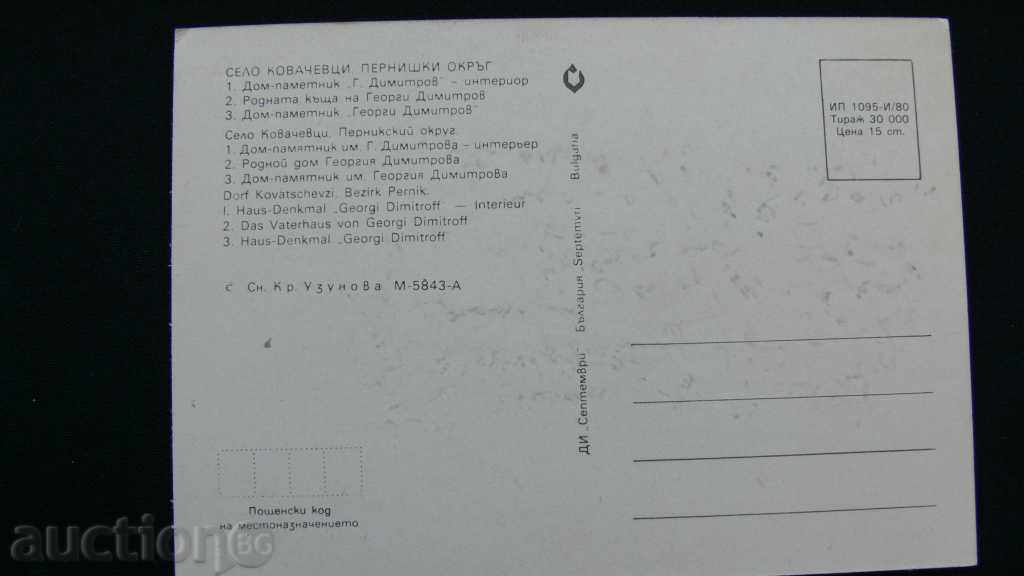 СЕЛО КОВАЧЕВЦИ, ПЕРНИШКИ ОКРЪГ
1. Дом-паметник „Г. Димитров" – интериор
2. Родната къща на Георги Димитров
3. Дом-паметник „Георги Димитров"
Село Ковачевци. Перникский округ.
1. Дом-памятник им. Г. Димитрова – интерьер
2. Родной дом Георгия Димитрова
3. Дом-памятник им. Георгия Димитрова
Dorf Kovatschevzi. Bezirk Pernik.
I. Haus-Denkmal „Georgi Dimitroff" — Interieur
2. Das Vaterhaus von Georgi Dimitroff
3. Haus-Denkmal „Georgi Dimitroff"
с Сн. Кр. Узунова М-5843-А
Пощенски код
на местоназначението
ДИ „Септември" България „Septemvri" Bulgaria
ИП 1095-И/80
Тираж 30 000
Цена 15 ст.
auction.BG